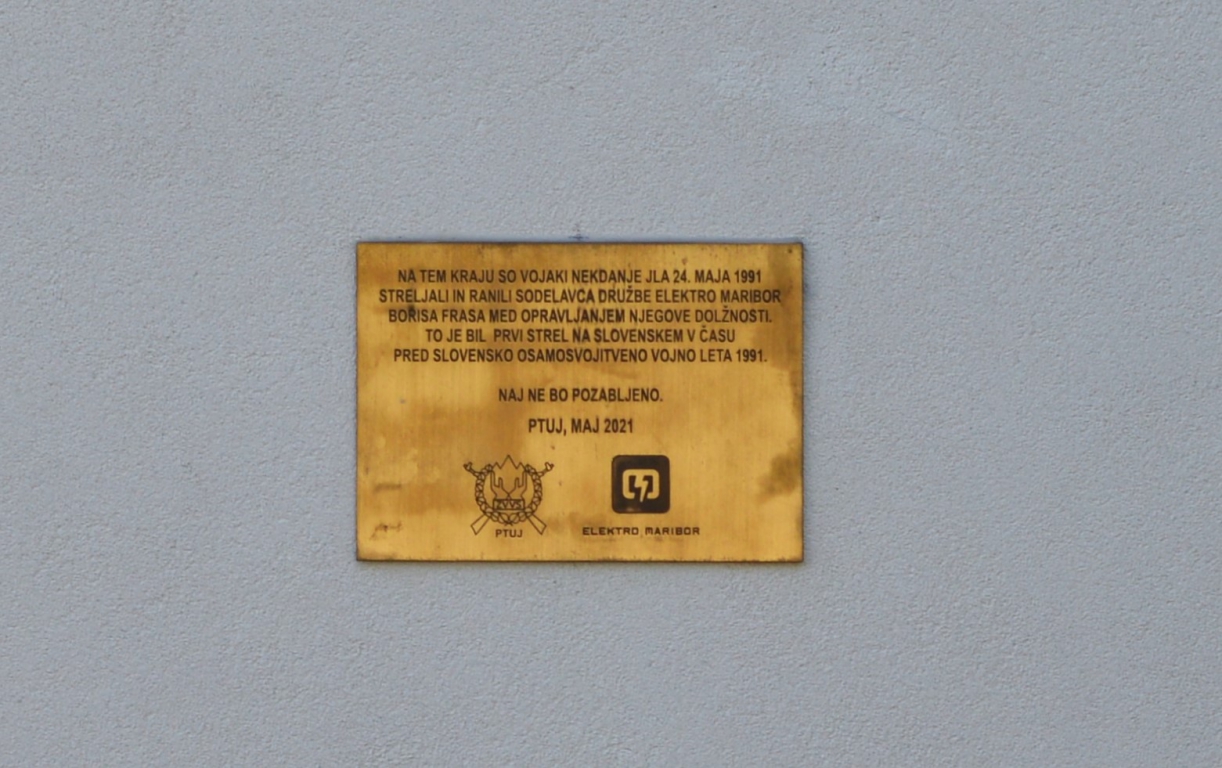 NA TEM KRAJU SO VOJAKI NEKDANJE JLA 24. MAJA 1991
STRELJALI IN RANILI SODELAVCA DRUŽBE ELEKTRO MARIBOR
BORISA FRASA MED OPRAVLJANJEM NJEGOVE DOLŽNOSTI.
TO JE BIL PRVI STREL NA SLOVENSKEM V ČASU
PRED SLOVENSKO OSAMOSVOJITVENO VOJNO LETA 1991.
NAJ NE BO POZABLJENO.
PTUJ, MAJ 2021
ZVVS
PTUJ
ELEKTRO MARIBOR